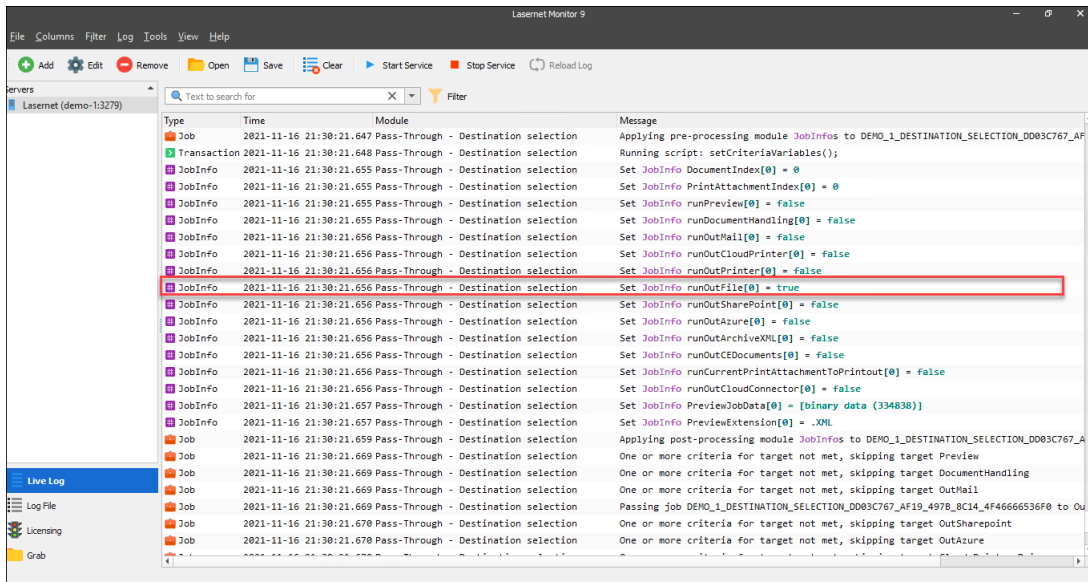 Lasernet Monitor 9
File Columns Filter Log Tools View Help
Add Edit Remove Open Save Clear Start Service Stop Service Reload Log
Servers
Lasernet (demo-1:3279)
Text to search for Filter
Type Time Module Message
Job 2021-11-16 21:30:21.647 Pass-Through - Destination selection Applying pre-processing module JobInfos to DEMO_1_DESTINATION_SELECTION_DD03C767_AF
Transaction 2021-11-16 21:30:21.648 Pass-Through - Destination selection Running script: setCriteriaVariables();
JobInfo 2021-11-16 21:30:21.655 Pass-Through - Destination selection Set JobInfo DocumentIndex[0] = 0
JobInfo 2021-11-16 21:30:21.655 Pass-Through - Destination selection Set JobInfo PrintAttachmentIndex[0] = 0
JobInfo 2021-11-16 21:30:21.655 Pass-Through - Destination selection Set JobInfo runPreview[0] = false
JobInfo 2021-11-16 21:30:21.655 Pass-Through - Destination selection Set JobInfo runDocumentHandling[0] = false
JobInfo 2021-11-16 21:30:21.656 Pass-Through - Destination selection Set JobInfo runOutMail[0] = false
JobInfo 2021-11-16 21:30:21.656 Pass-Through - Destination selection Set JobInfo runOutCloudPrinter[0] = false
JobInfo 2021-11-16 21:30:21.656 Pass-Through - Destination selection Set JobInfo runOutPrinter[0] = false
JobInfo 2021-11-16 21:30:21.656 Pass-Through - Destination selection Set JobInfo runOutFile[0] = true
JobInfo 2021-11-16 21:30:21.656 Pass-Through - Destination selection Set JobInfo runOutSharePoint[0] = false
JobInfo 2021-11-16 21:30:21.656 Pass-Through - Destination selection Set JobInfo runOutAzure[0] = false
JobInfo 2021-11-16 21:30:21.656 Pass-Through - Destination selection Set JobInfo runOutArchiveXML[0] = false
JobInfo 2021-11-16 21:30:21.656 Pass-Through - Destination selection Set JobInfo runOutCEDocuments[0] = false
JobInfo 2021-11-16 21:30:21.656 Pass-Through - Destination selection Set JobInfo runCurrentPrintAttachmentToPrintout[0] = false
JobInfo 2021-11-16 21:30:21.656 Pass-Through - Destination selection Set JobInfo runOutCloudConnector[0] = false
JobInfo 2021-11-16 21:30:21.657 Pass-Through - Destination selection Set JobInfo PreviewJobData[0] = [binary data (334838)]
JobInfo 2021-11-16 21:30:21.657 Pass-Through - Destination selection Set JobInfo PreviewExtension[0] = .XML
Job 2021-11-16 21:30:21.659 Pass-Through - Destination selection Applying post-processing module JobInfos to DEMO_1_DESTINATION_SELECTION_DD03C767_A
Job 2021-11-16 21:30:21.669 Pass-Through - Destination selection One or more criteria for target not met, skipping target Preview
Job 2021-11-16 21:30:21.669 Pass-Through - Destination selection One or more criteria for target not met, skipping target DocumentHandling
Job 2021-11-16 21:30:21.669 Pass-Through - Destination selection One or more criteria for target not met, skipping target OutMail
Job 2021-11-16 21:30:21.669 Pass-Through - Destination selection Passing job DEMO_1_DESTINATION_SELECTION_DD03C767_AF19_497B_8C14_4F46666536F0 to Ou
Job 2021-11-16 21:30:21.670 Pass-Through - Destination selection One or more criteria for target not met, skipping target OutSharepoint
Job 2021-11-16 21:30:21.670 Pass-Through - Destination selection One or more criteria for target not met, skipping target OutAzure
Live Log
Log File
Licensing
Grab